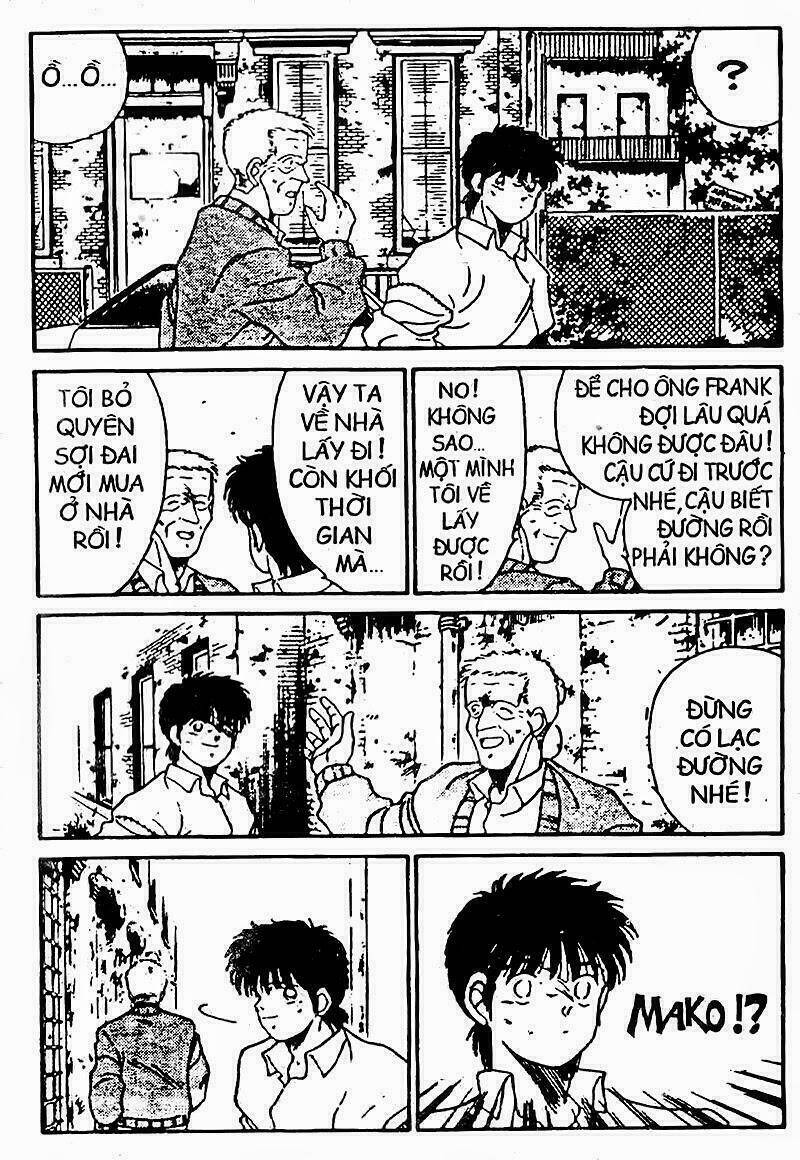 Ồ...Ồ...
?
TÔI BỎ
QUYÊN
SỢI ĐAI
MỚI MUA
Ở NHÀ
RỒI!
VẬY TA
VỀ NHÀ
LẤY ĐI!
CÒN KHỐI
THỜI
GIAN
MÀ...
NO!
KHÔNG
SAO...
MỘT MÌNH
TÔI VỀ
LẤY
ĐƯỢC
RỒI!
ĐỂ CHO ÔNG FRANK
ĐỢI LÂU QUÁ
KHÔNG ĐƯỢC ĐÂU!
CẬU CỨ ĐI TRƯỚC
NHÉ, CẬU BIẾT
ĐƯỜNG RỒI
PHẢI KHÔNG?
ĐỪNG
CÓ LẠC
ĐƯỜNG
NHÉ!
MAKO!?